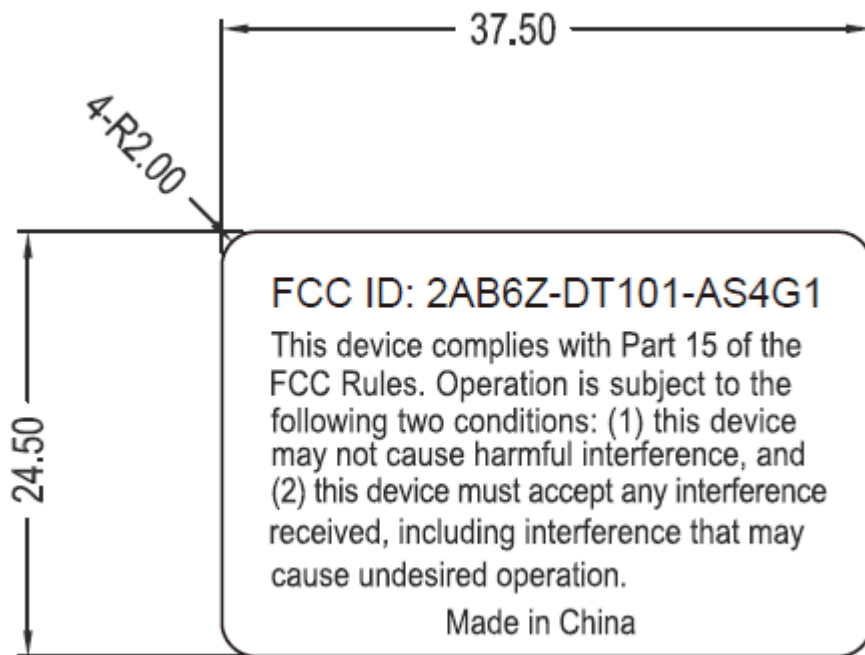 37.50
4-R2.00
24.50
FCC ID: 2AB6Z-DT101-AS4G1
This device complies with Part 15 of the
FCC Rules. Operation is subject to the
following two conditions: (1) this device
may not cause harmful interference, and
(2) this device must accept any interference
received, including interference that may
cause undesired operation.
Made in China